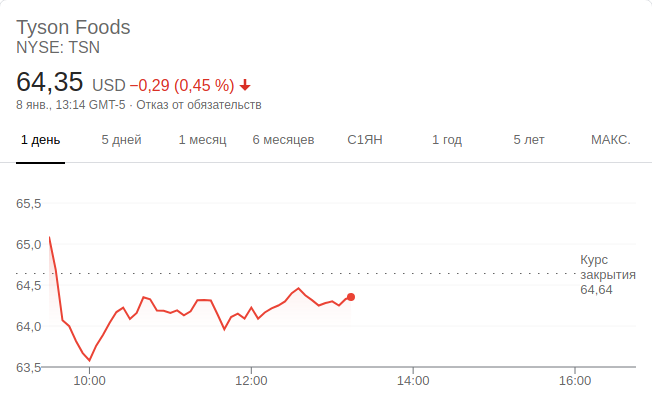 Tyson Foods
NYSE: TSN
64,35 USD −0,29 (0,45 %)
8 янв., 13:14 GMT-5 · Отказ от обязательств
1 день 5 дней 1 месяц 6 месяцев С1ЯН 1 год 5 лет МАКС.
65,5
65,0
Курс
закрытия
64,64
64,5
64,0
63,5
10:00 12:00 14:00 16:00